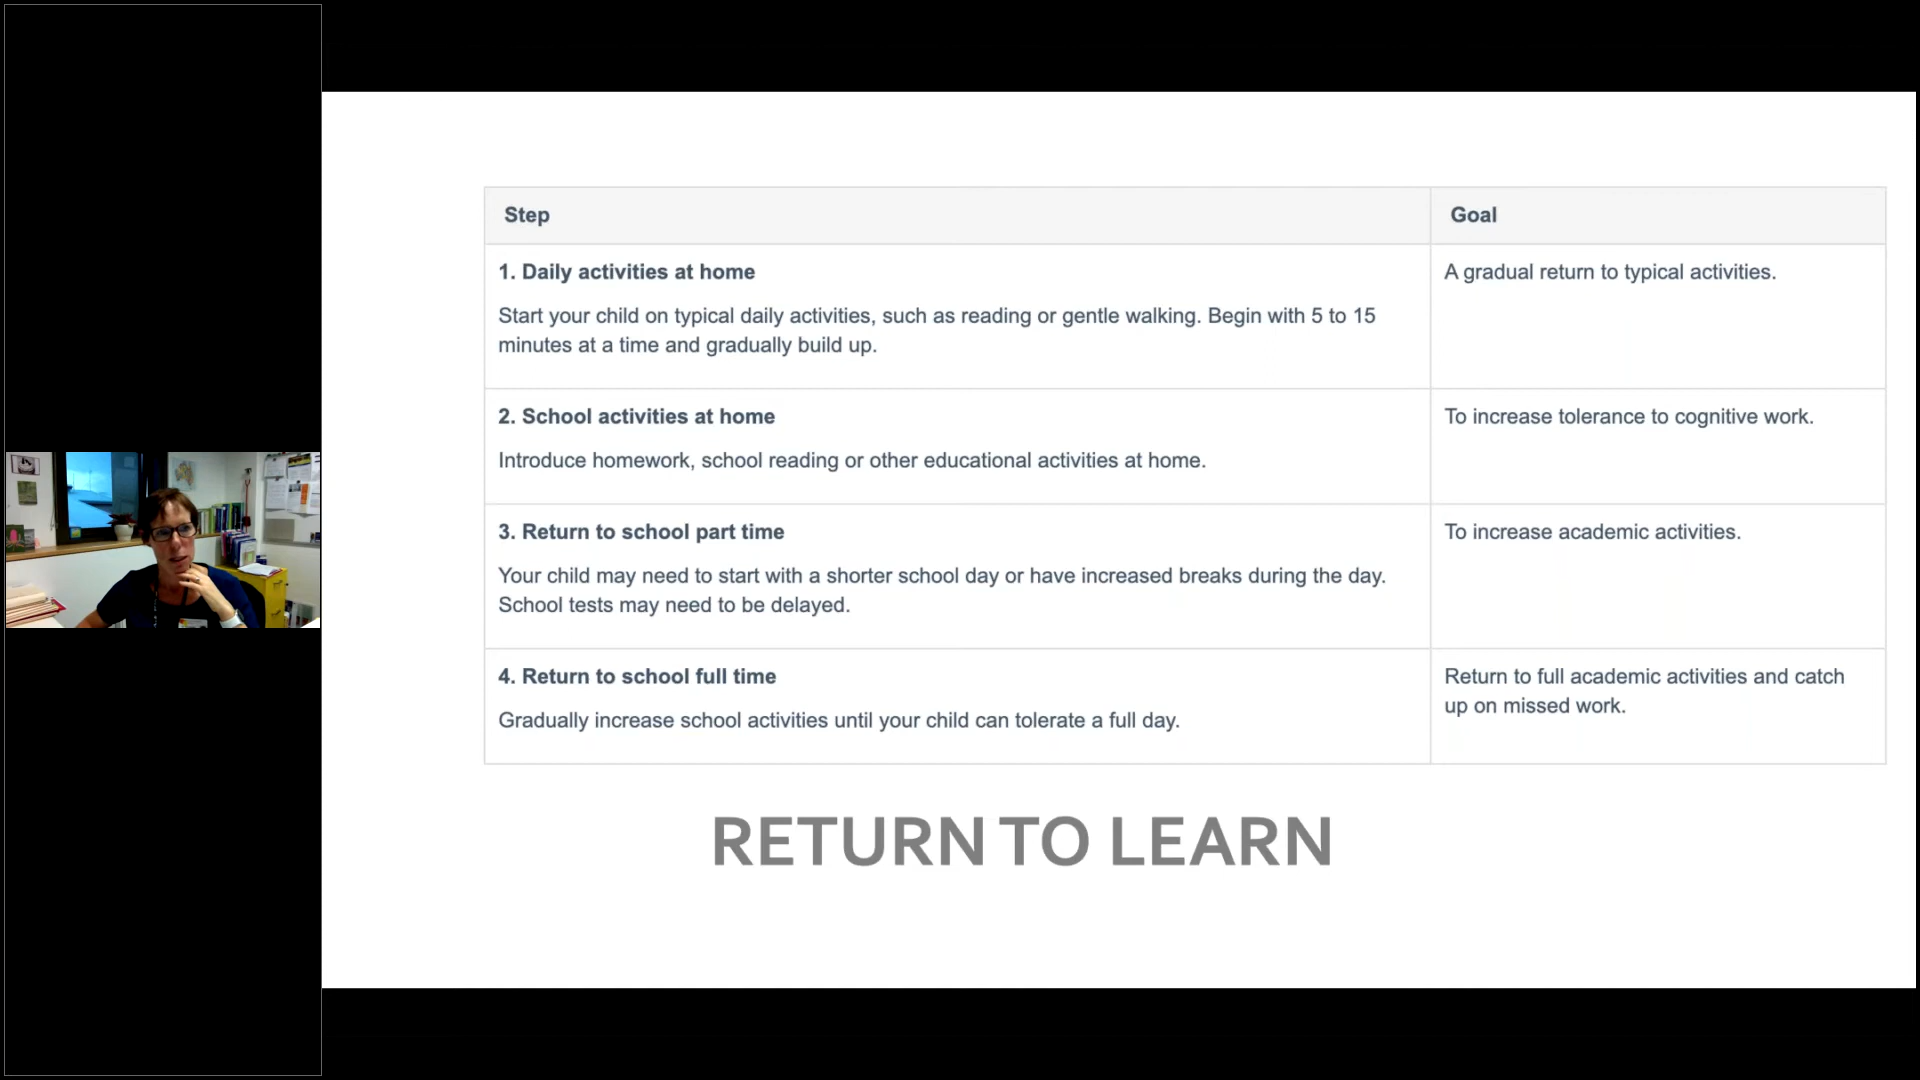 Step
Goal
1. Daily activities at home
A gradual return to typical activities.
Start your child on typical daily activities, such as reading or gentle walking. Begin with 5 to 15
minutes at a time and gradually build up.
2. School activities at home
To increase tolerance to cognitive work.
Introduce homework, school reading or other educational activities at home.
3. Return to school part time
To increase academic activities.
Your child may need to start with a shorter school day or have increased breaks during the day.
School tests may need to be delayed.
4. Return to school full time
Return to full academic activities and catch
up on missed work.
Gradually increase school activities until your child can tolerate a full day.
RETURN TO LEARN